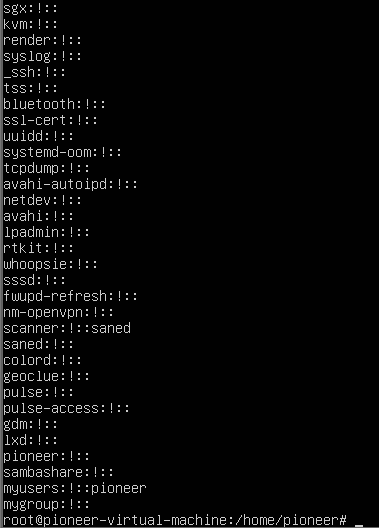 sgx:!::
kvm:!::
render:!::
syslog:!::
_ssh:!::
tss:!::
bluetooth:!::
ssl-cert:!::
uuidd:!::
systemd-oom:!::
tcpdump:!::
avahi-autoipd:!::
netdev:!::
avahi:!::
lpadmin:!::
rtkit:!::
whoopsie:!::
sssd:!::
fwupd-refresh:!::
nm-openvpn:!::
scanner:!::saned
saned:!::
colord:!::
geoclue:!::
pulse:!::
pulse-access:!::
gdm:!::
lxd:!::
pioneer:!::
sambashare:!::
myusers:!::pioneer
mygroup:!::
root@pioneer-virtual-machine:/home/pioneer# _